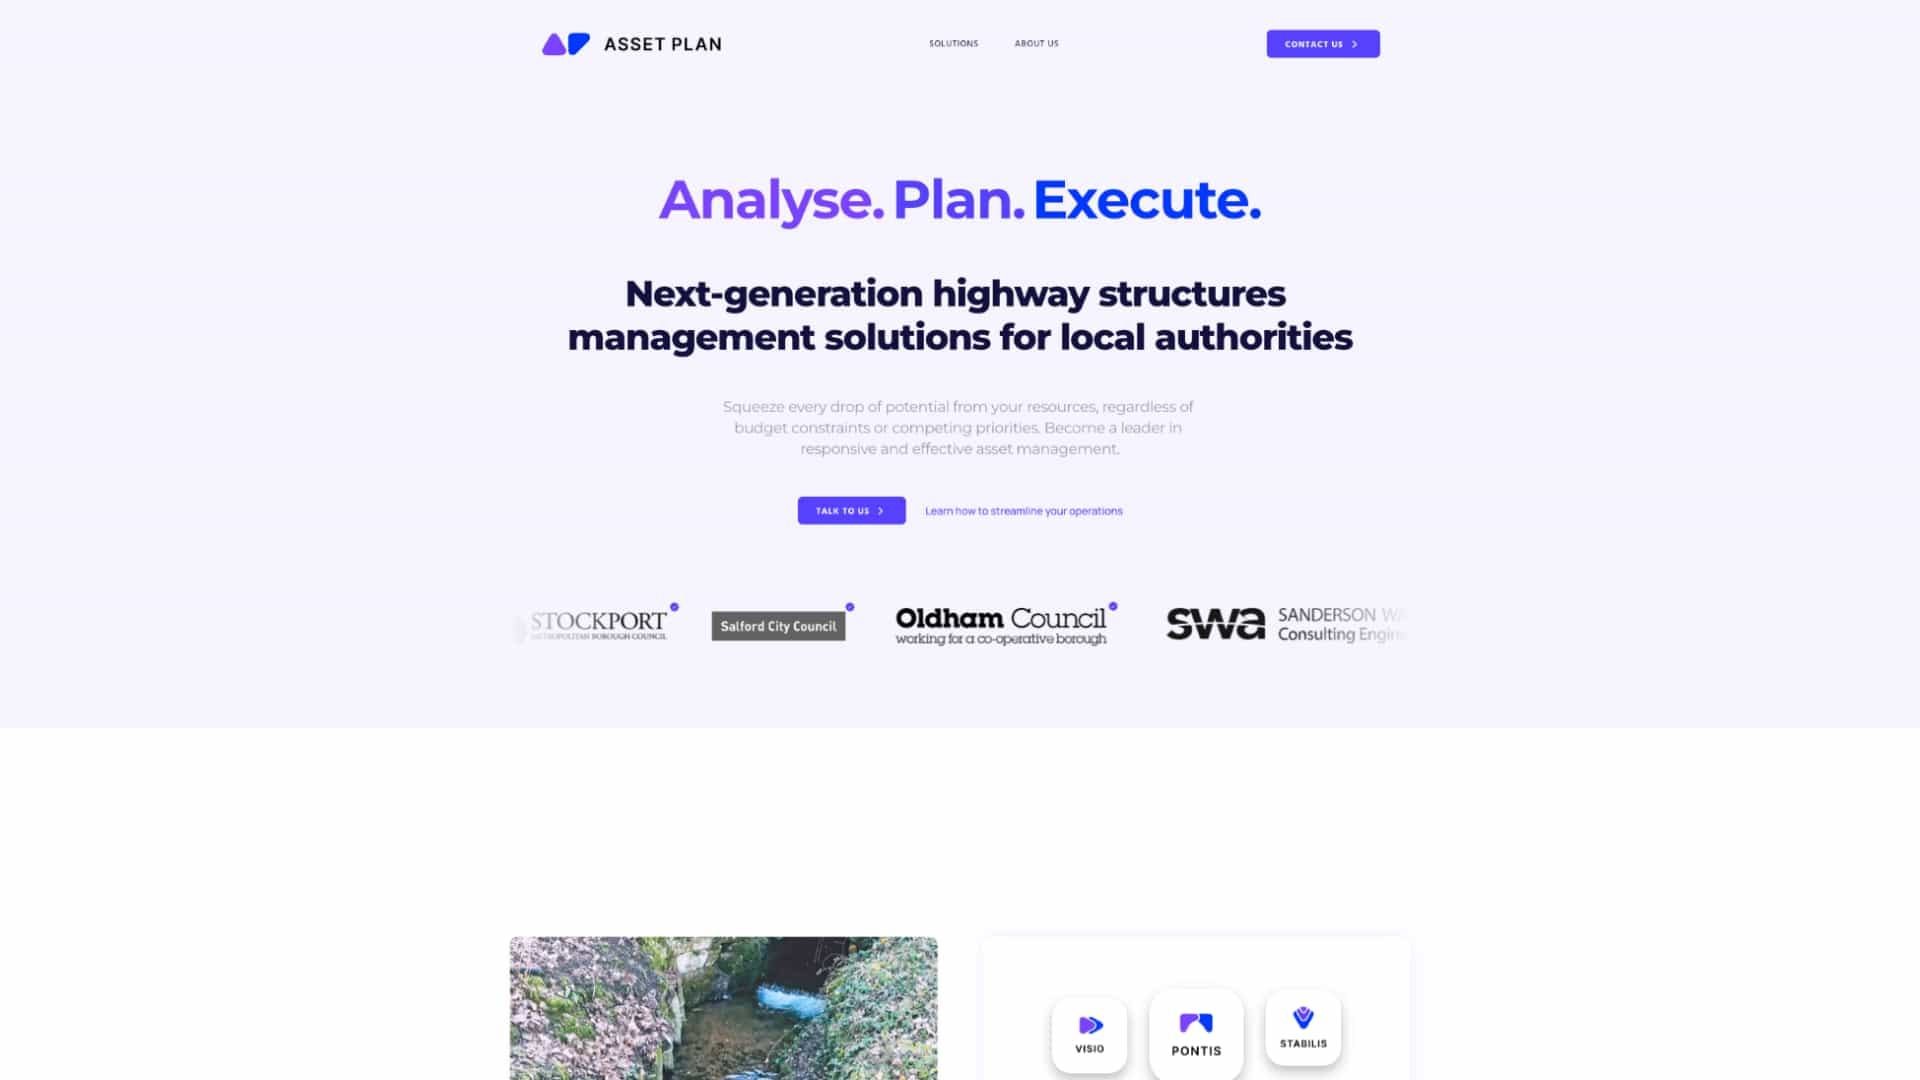 ASSET PLAN
SOLUTIONS
ABOUT US
CONTACT US
Analyse. Plan. Execute.
Next-generation highway structures
management solutions for local authorities
Squeeze every drop of potential from your resources, regardless of
budget constraints or competing priorities. Become a leader in
responsive and effective asset management.
TALK TO US
Learn how to streamline your operations
STOCKPORT
METROPOLITAN BOROUGH COUNCIL
Salford City Council
Oldham Council
working for a co-operative borough
swa
SANDERSON
Consulting
VISIO
PONTIS
STABILIS